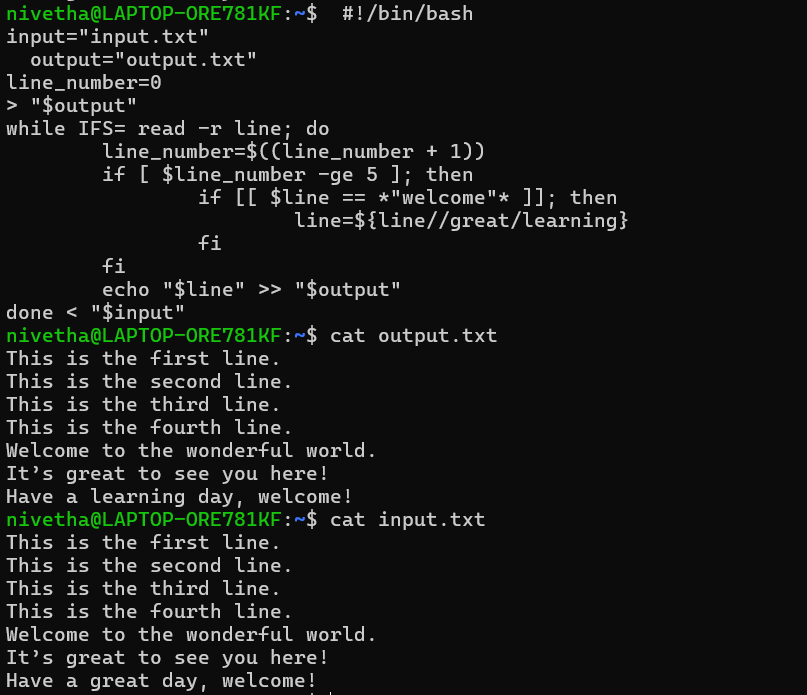 nivetha@LAPTOP-ORE781KF:~$  #!/bin/bash
input="input.txt"
  output="output.txt"
line_number=0
> "$output"
while IFS= read -r line; do
        line_number=$((line_number + 1))
        if [ $line_number -ge 5 ]; then
                if [[ $line == *"welcome"* ]]; then
                        line=${line//great/learning}
                fi
        fi
        echo "$line" >> "$output"
done < "$input"
nivetha@LAPTOP-ORE781KF:~$ cat output.txt
This is the first line.
This is the second line.
This is the third line.
This is the fourth line.
Welcome to the wonderful world.
It’s great to see you here!
Have a learning day, welcome!
nivetha@LAPTOP-ORE781KF:~$ cat input.txt
This is the first line.
This is the second line.
This is the third line.
This is the fourth line.
Welcome to the wonderful world.
It’s great to see you here!
Have a great day, welcome!